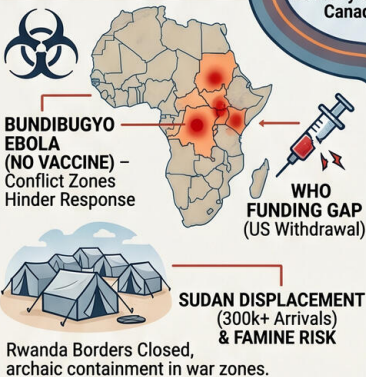 Canad
BUNDIBUGYO
EBOLA
(NO VACCINE) –
Conflict Zones
Hinder Response
WHO
FUNDING GAP
(US Withdrawal)
SUDAN DISPLACEMENT
(300k+ Arrivals)
& FAMINE RISK
Rwanda Borders Closed,
archaic containment in war zones.